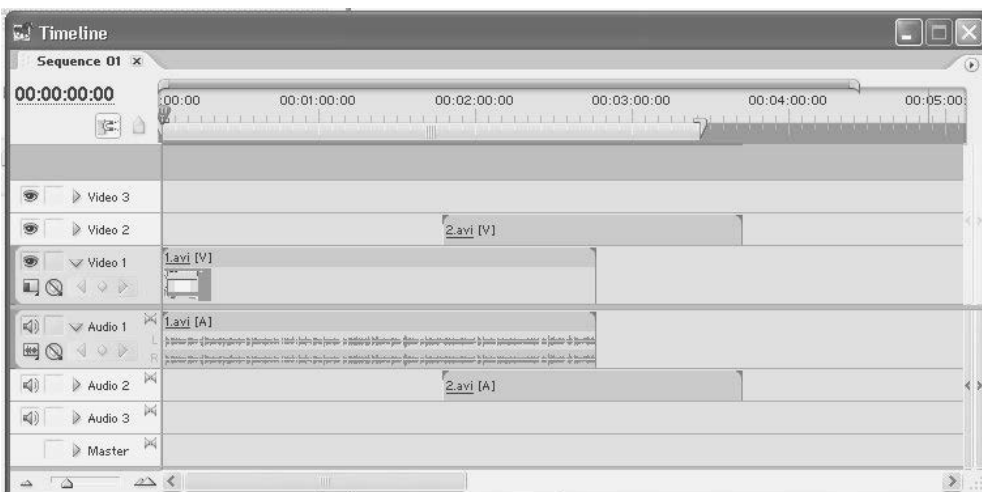 Timeline
Sequence 01 x
00:00:00:00
:00:00 00:01:00:00 00:02:00:00 00:03:00:00 00:04:00:00 00:05:00:
Video 3
Video 2 2.avi [V]
Video 1 1.avi [V]
Audio 1 1.avi [A]
L
R
Audio 2 2.avi [A]
Audio 3
Master